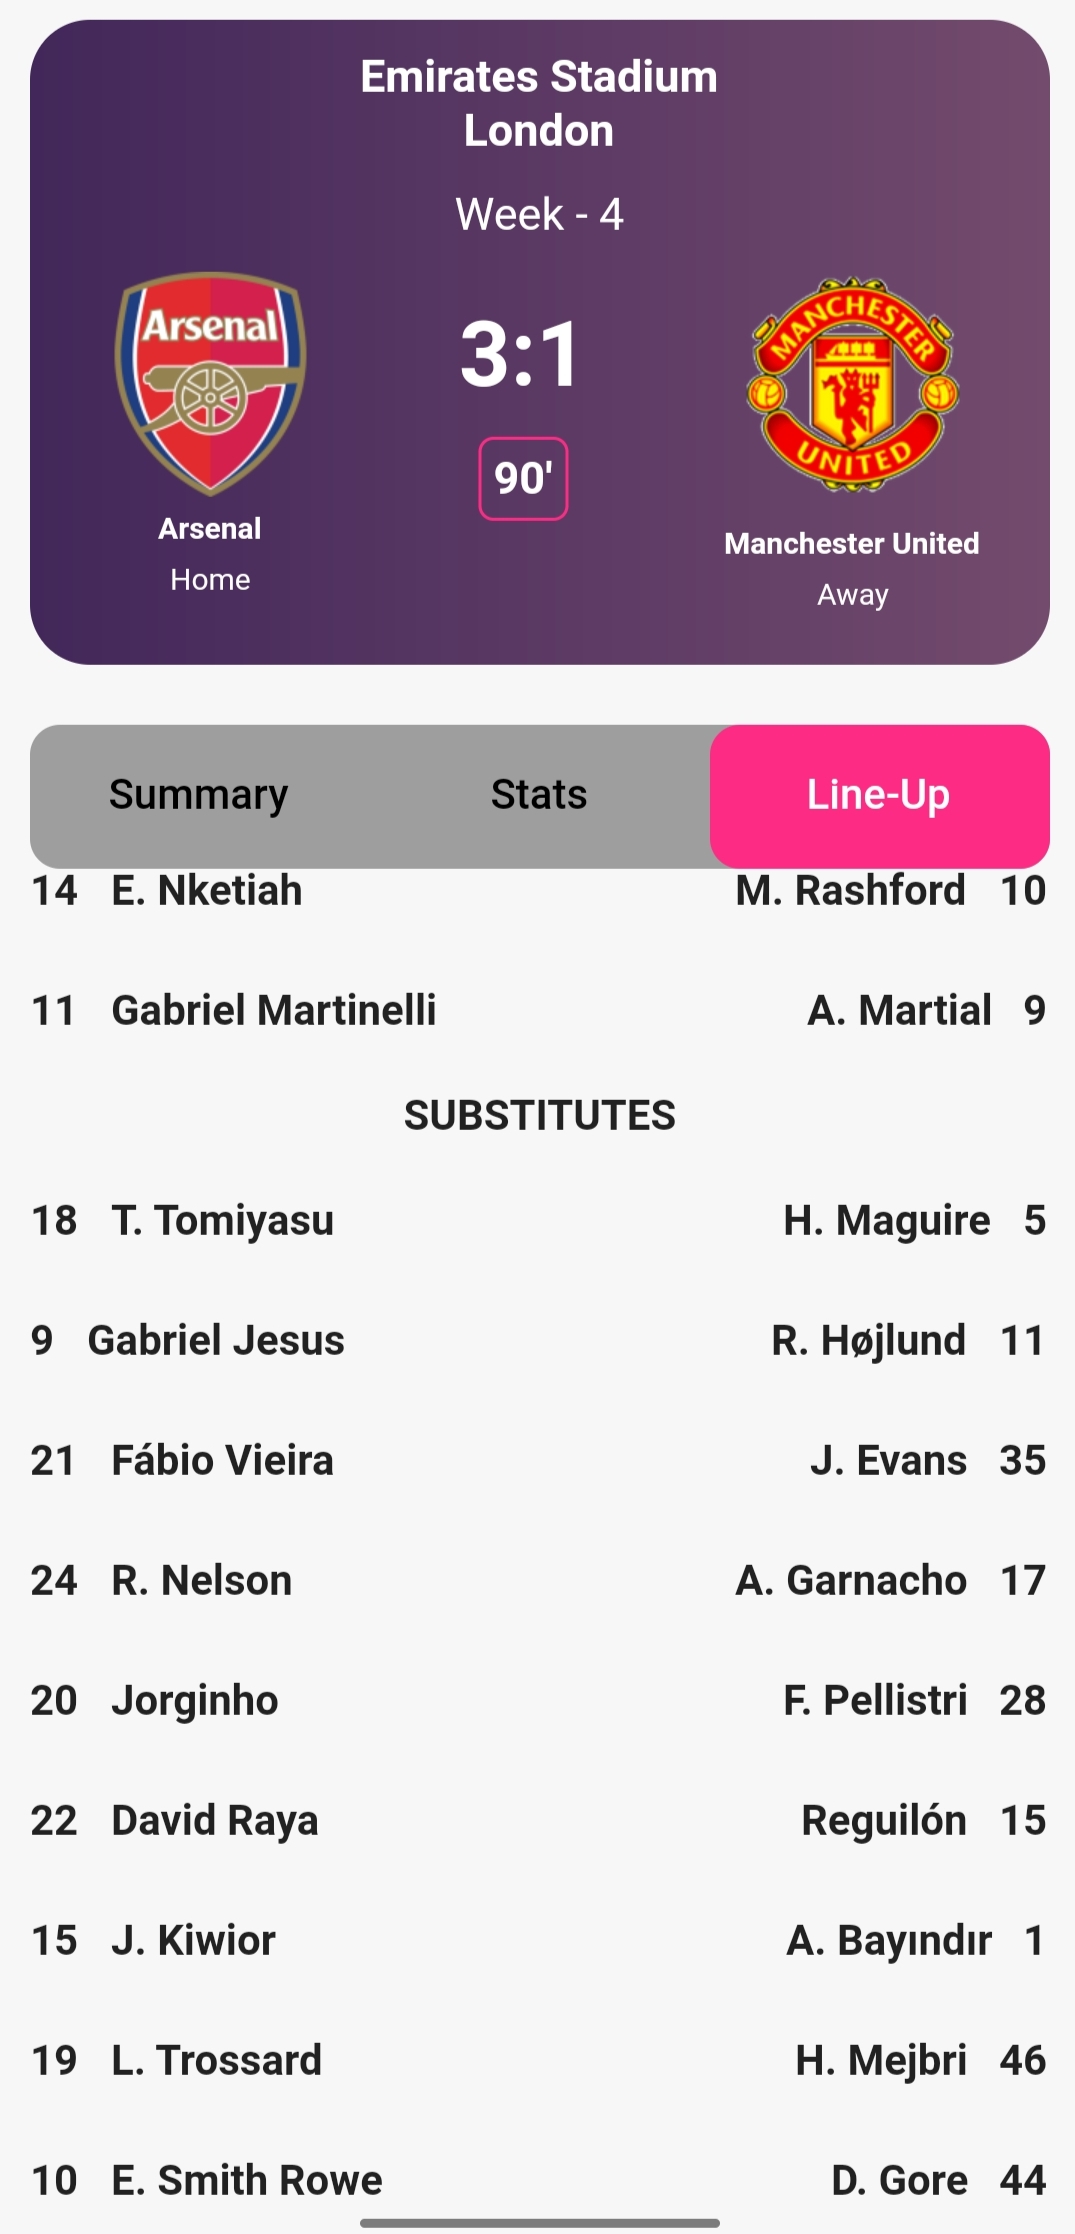 Emirates Stadium
London
Week - 4
Arsenal
MANCHESTER
UNITED
3:1
90'
Arsenal
Home
Manchester United
Away
Summary Stats Line-Up
14 E. Nketiah M. Rashford 10
11 Gabriel Martinelli A. Martial 9
SUBSTITUTES
18 T. Tomiyasu H. Maguire 5
9 Gabriel Jesus R. Højlund 11
21 Fábio Vieira J. Evans 35
24 R. Nelson A. Garnacho 17
20 Jorginho F. Pellistri 28
22 David Raya Reguilón 15
15 J. Kiwior A. Bayındır 1
19 L. Trossard H. Mejbri 46
10 E. Smith Rowe D. Gore 44